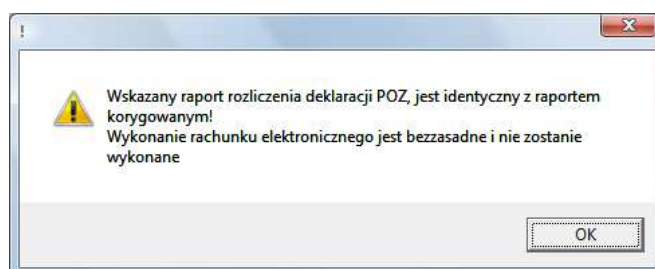 !
Wskazany raport rozliczenia deklaracji POZ, jest identyczny z raportem
korygowanym!
Wykonanie rachunku elektronicznego jest bezzasadne i nie zostanie
wykonane
OK